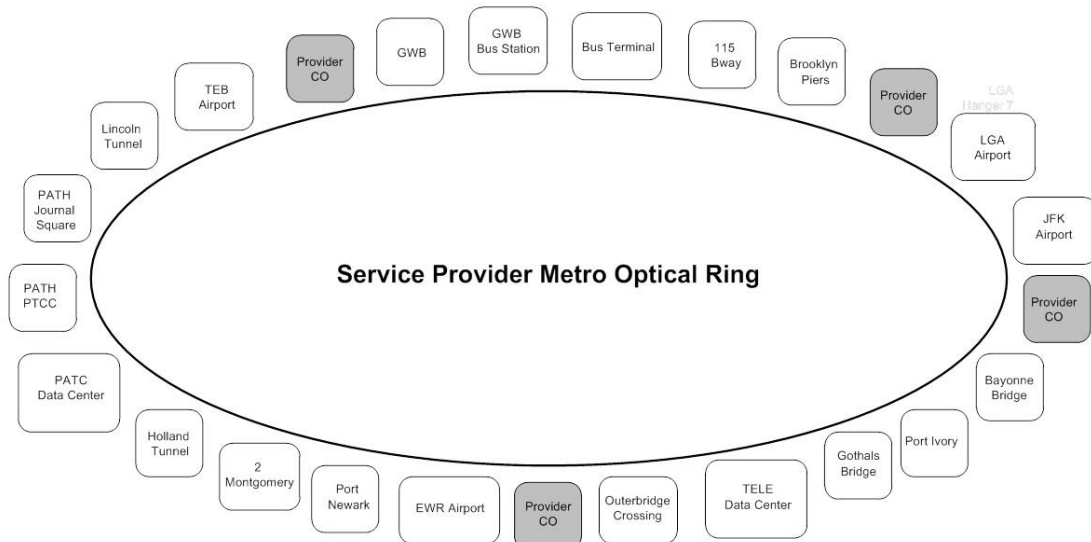 Provider
CO
GWB
GWB
Bus Station
Bus Terminal
115
Bway
Brooklyn
Piers
Provider
CO
LGA
Hanger 7
LGA
Airport
JFK
Airport
Provider
CO
Bayonne
Bridge
Port Ivory
Gothals
Bridge
TELE
Data Center
Outerbridge
Crossing
Provider
CO
EWR Airport
Port
Newark
2
Montgomery
Holland
Tunnel
PATC
Data Center
PATH
PTCC
PATH
Journal
Square
Lincoln
Tunnel
TEB
Airport
Service Provider Metro Optical Ring